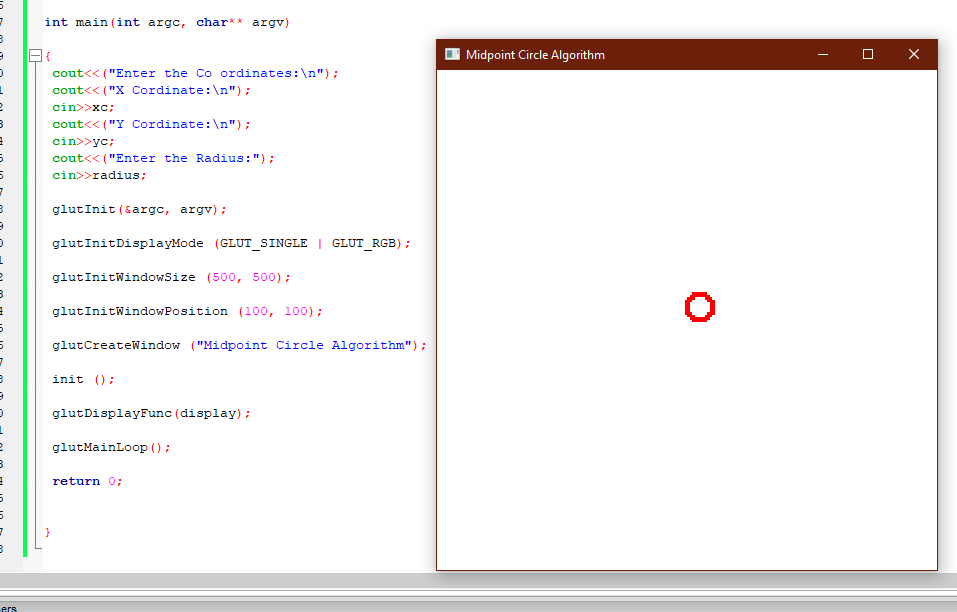 int main(int argc, char** argv)
{
cout<<("Enter the Co ordinates:\n");
cout<<("X Cordinate:\n");
cin>>xc;
cout<<("Y Cordinate:\n");
cin>>yc;
cout<<("Enter the Radius:");
cin>>radius;
glutInit(&argc, argv);
glutInitDisplayMode (GLUT_SINGLE | GLUT_RGB);
glutInitWindowSize (500, 500);
glutInitWindowPosition (100, 100);
glutCreateWindow ("Midpoint Circle Algorithm");
init ();
glutDisplayFunc(display);
glutMainLoop();
return 0;
}
Midpoint Circle Algorithm